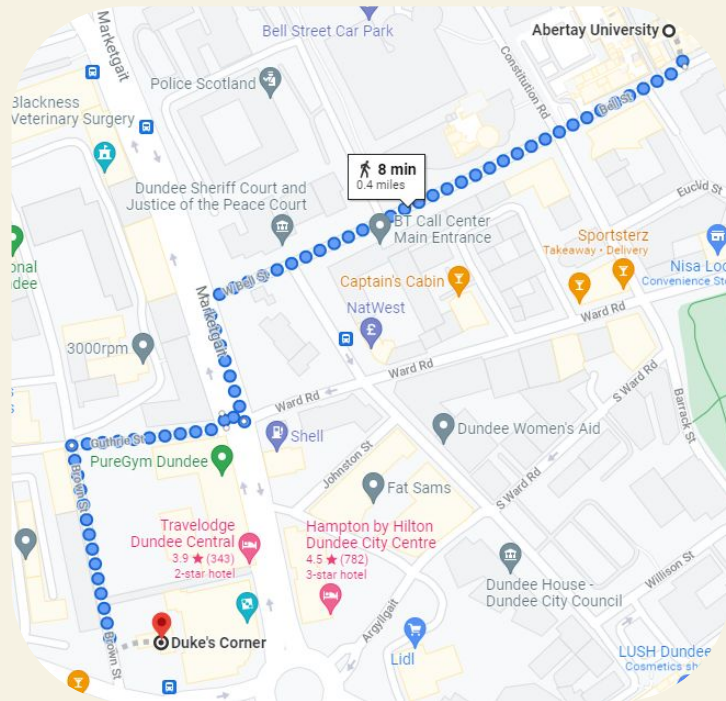 Marketgait
Bell Street Car Park
Abertay University
Constitution Rd
Police Scotland
Bell St
Blackness
Veterinary Surgery
8 min
0.4 miles
Dundee Sheriff Court and
Justice of the Peace Court
Euclid St
BT Call Center
Main Entrance
Sportsterz
Takeaway • Delivery
Nisa Loc
Convenience Sto
onal
dee
W Bell St
Captain's Cabin
Marketgait
NatWest
£
Ward Rd
3000rpm
Ward Rd
S Ward Rd
Barrack St
Ward Rd
Guthrie St
Shell
Dundee Women's Aid
PureGym Dundee
Johnston St
S Ward Rd
Brown St
Fat Sams
Travelodge
Dundee Central
3.9 ★ (343)
2-star hotel
Hampton by Hilton
Dundee City Centre
4.5 ★ (782)
3-star hotel
Willison St
Dundee House -
Dundee City Council
Argyllgait
Duke's Corner
Brown St
Lidl
LUSH Dundee
Cosmetics sh